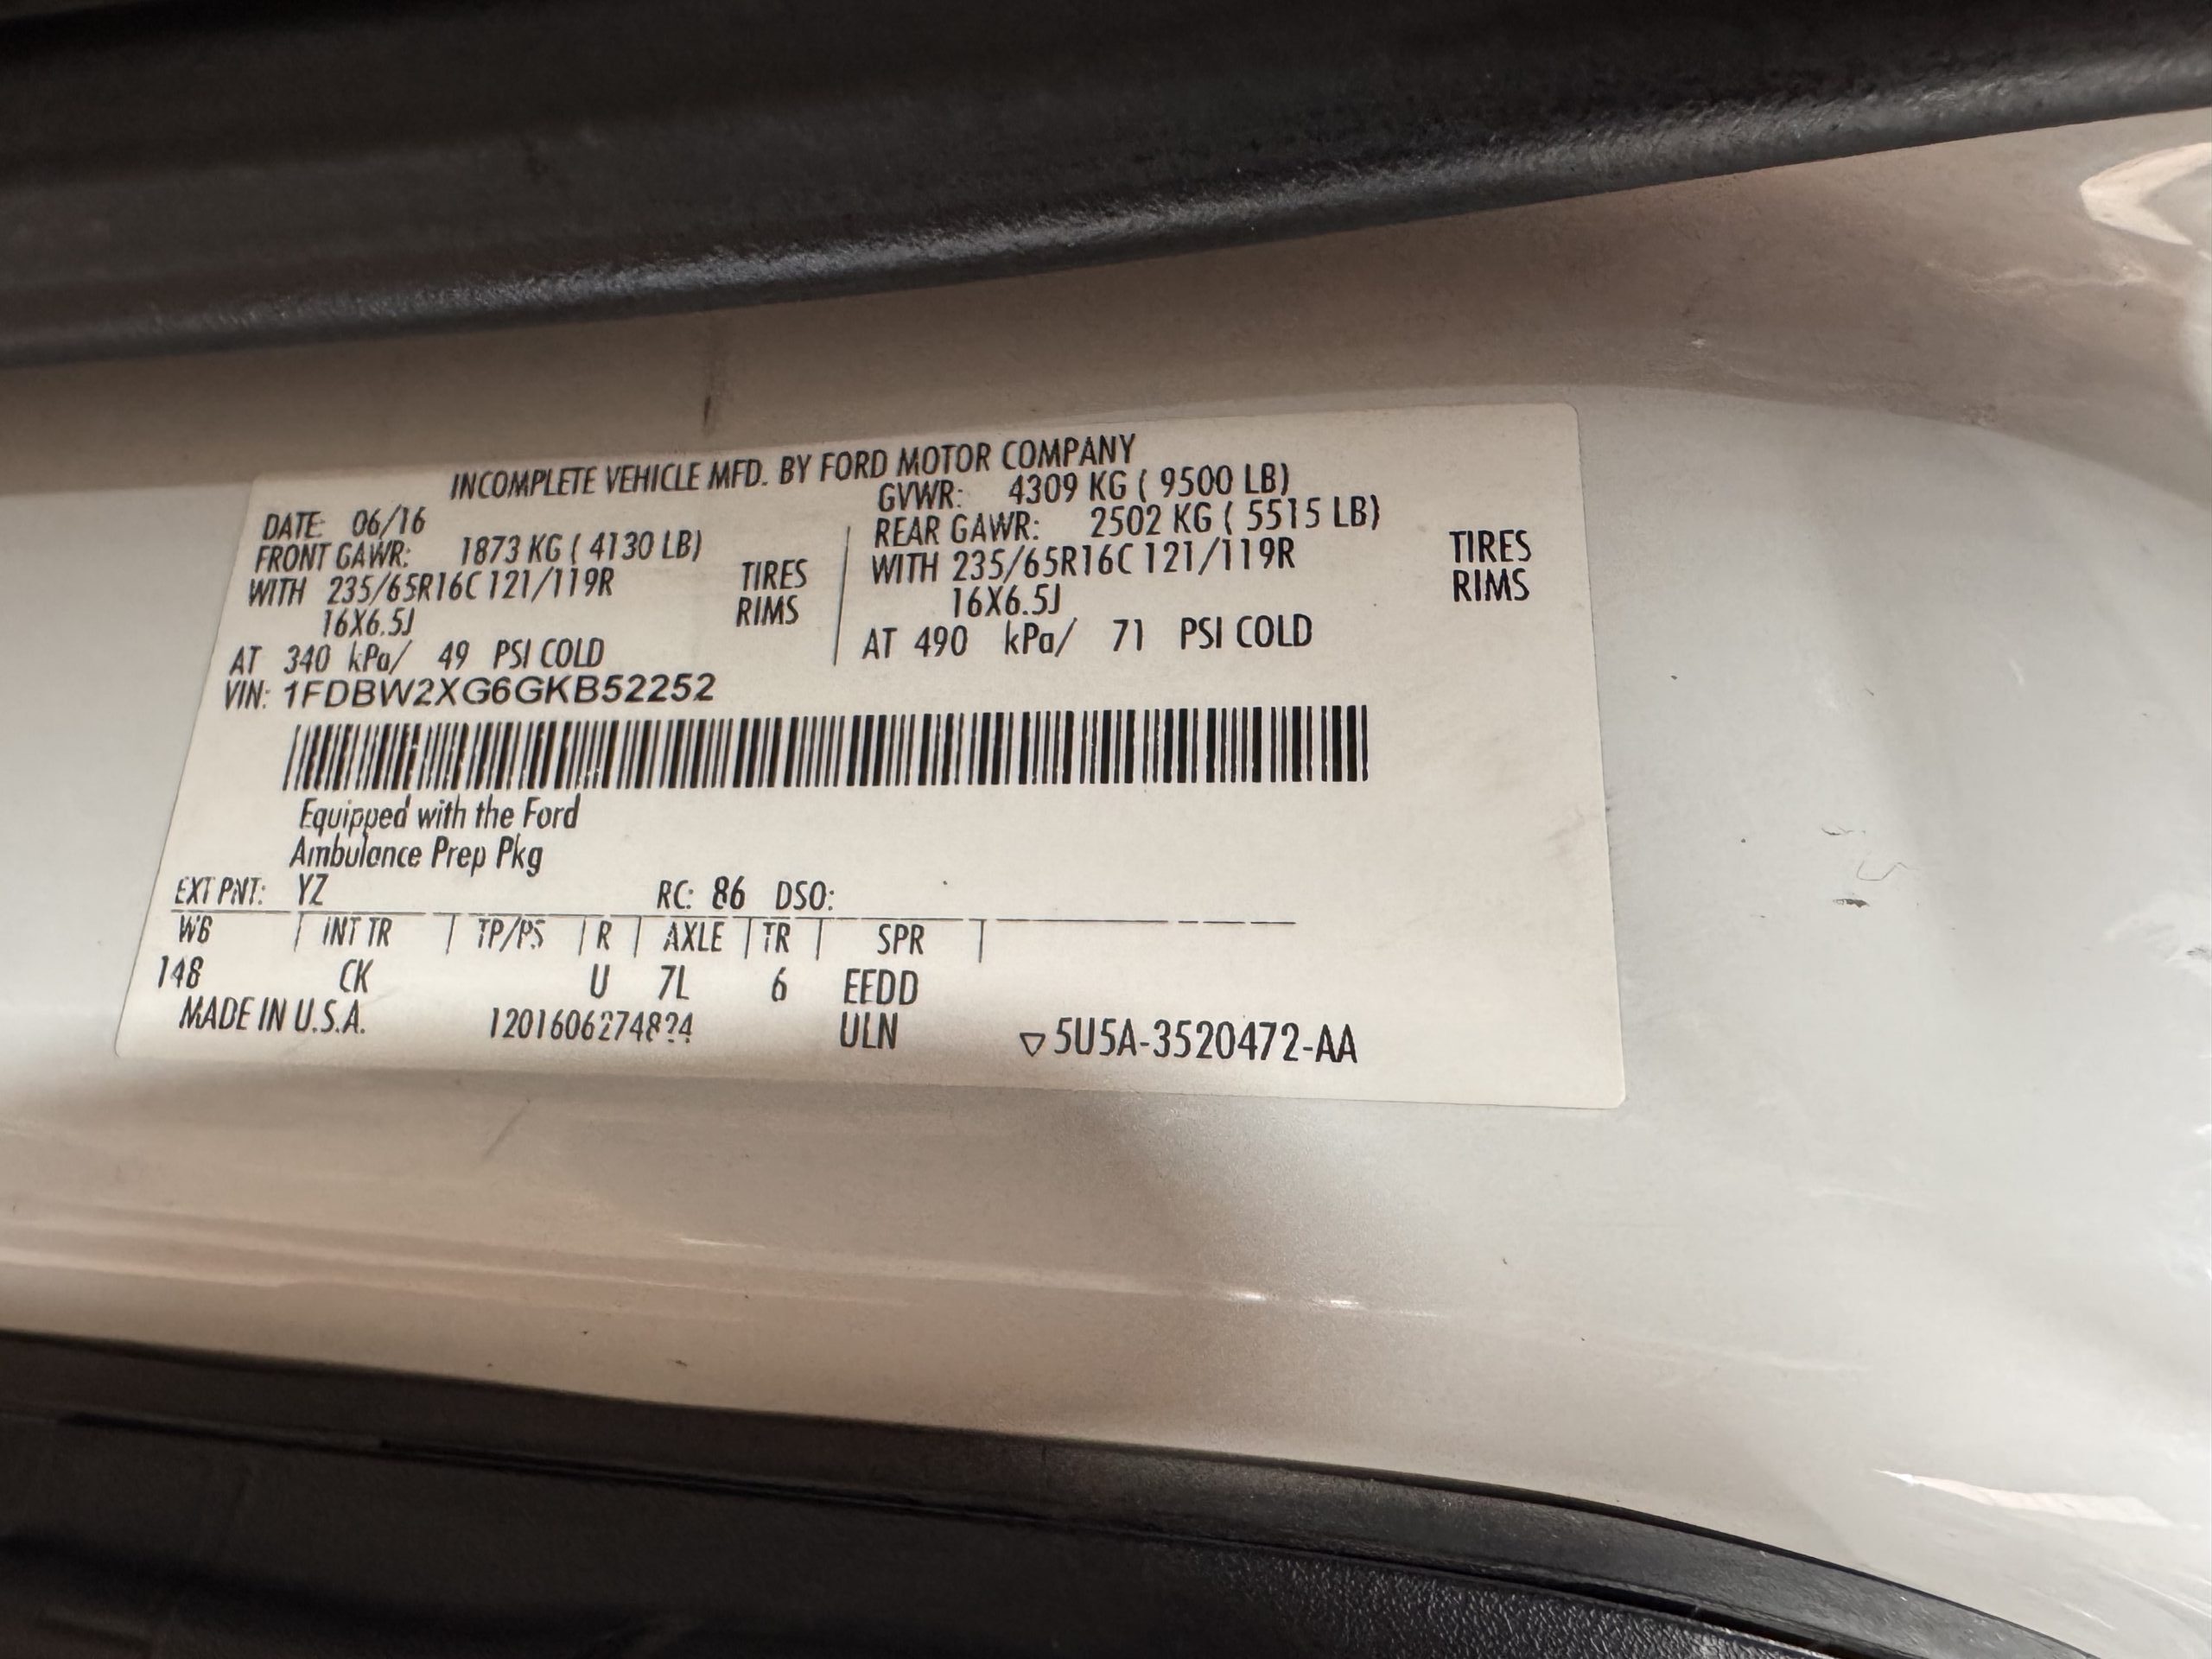 INCOMPLETE VEHICLE MFD. BY FORD MOTOR COMPANY
DATE: 06/16 GVWR: 4309 KG ( 9500 LB)
FRONT GAWR: 1873 KG ( 4130 LB) REAR GAWR: 2502 KG ( 5515 LB)
WITH 235/65R16C 121/119R TIRES WITH 235/65R16C 121/119R TIRES
16X6.5J RIMS 16X6.5J RIMS
AT 340 kPa/ 49 PSI COLD AT 490 kPa/ 71 PSI COLD
VIN: 1FDBW2XG6GKB52252
Equipped with the Ford
Ambulance Prep Pkg
EXT PNT: YZ RC: 86 DSO:
WB INT TR TP/PS R AXLE TR SPR
148 CK U 7L 6 EEDD
MADE IN U.S.A. ULN ▽5U5A-3520472-AA